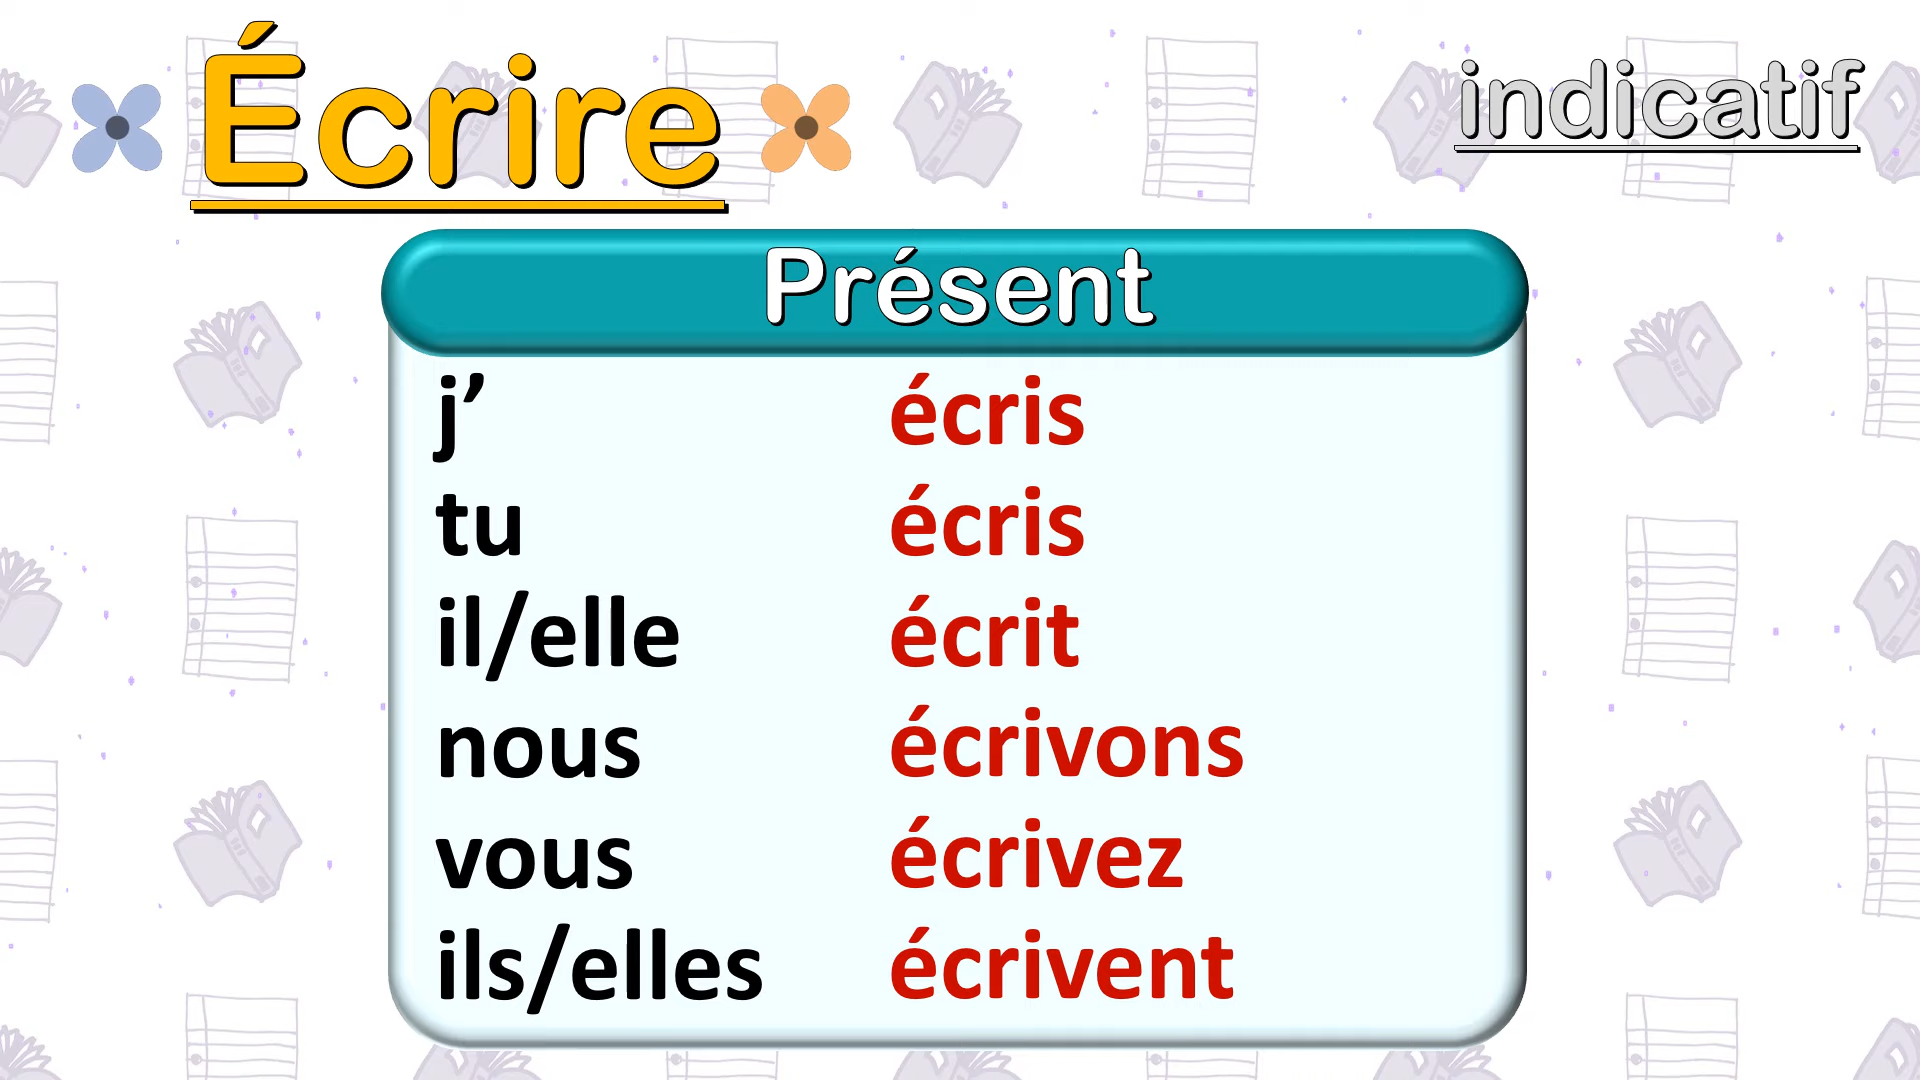 Écrire
indicatif
Présent
j’ écris
tu écris
il/elle écrit
nous écrivons
vous écrivez
ils/elles écrivent